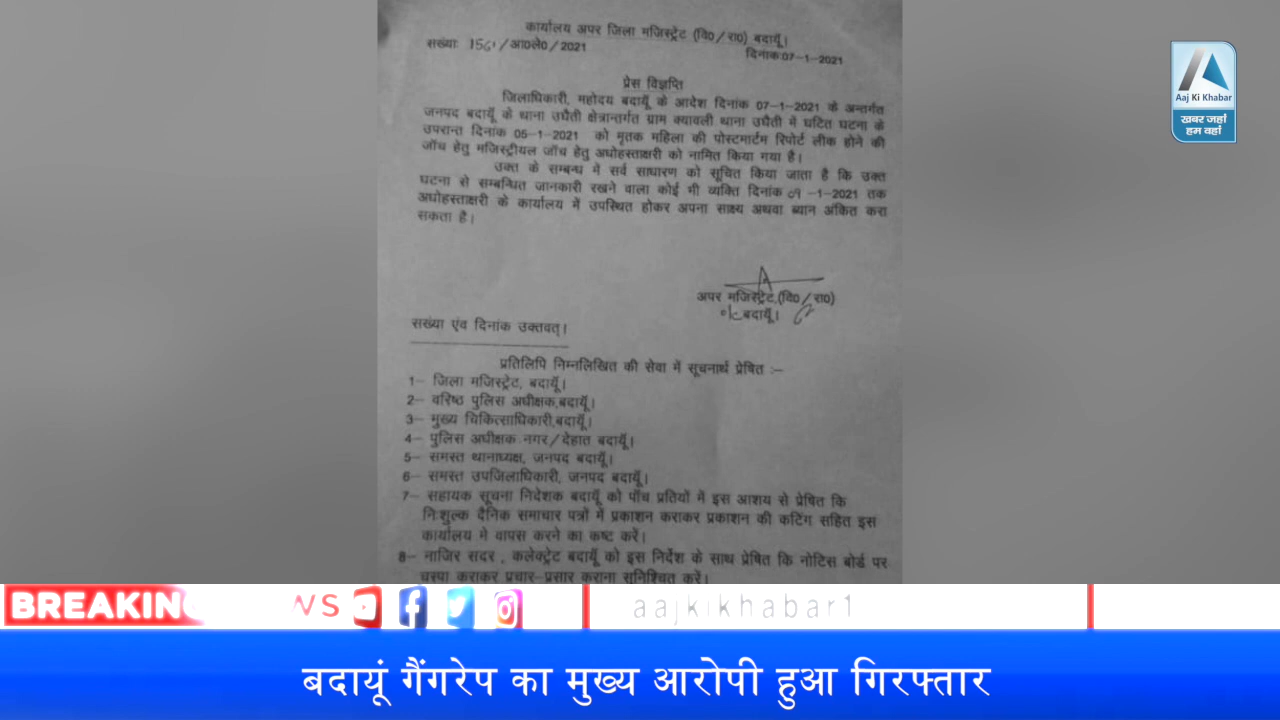 कार्यालय अपर जिला मजिस्ट्रेट (वि0/रा0) बदायूँ।
सख्याः 1561/आ0ले0/2021
दिनांकः07-1-2021
प्रेस विज्ञप्ति
जिलाधिकारी, महोदय बदायूँ के आदेश दिनांक 07-1-2021 के अन्तर्गत
जनपद बदायूँ के थाना उघैती क्षेत्रान्तर्गत ग्राम क्यावली थाना उघैती में घटित घटना के
उपरान्त दिनांक 05-1-2021 को मृतक महिला की पोस्टमार्टम रिपोर्ट लीक होने की
जाँच हेतु मजिस्ट्रीयल जाँच हेतु अधोहस्ताक्षरी को नामित किया गया है।
उक्त के सम्बन्ध में सर्व साधारण को सूचित किया जाता है कि उक्त
घटना से सम्बन्धित जानकारी रखने वाला कोई भी व्यक्ति दिनांक -1-2021 तक
अधोहस्ताक्षरी के कार्यालय में उपस्थित होकर अपना साक्ष्य अथवा ब्यान अंकित करा
सकता है।
अपर मजिस्ट्रेट,(वि0/रा0)
बदायूँ।
सख्या एंव दिनांक उक्तवत्।
प्रतिलिपि निम्नलिखित की सेवा में सूचनार्थ प्रेषित :-
1- जिला मजिस्ट्रेट, बदायूँ।
2- वरिष्ठ पुलिस अधीक्षक,बदायूँ।
3- मुख्य चिकित्साधिकारी,बदायूँ।
4- पुलिस अधीक्षक नगर/देहात बदायूँ।
5- समस्त थानाध्यक्ष, जनपद बदायूँ।
6- समस्त उपजिलाधिकारी, जनपद बदायूँ।
7- सहायक सूचना निदेशक बदायूँ को पाँच प्रतियों में इस आशय से प्रेषित कि
निःशुल्क दैनिक समाचार पत्रों में प्रकाशन कराकर प्रकाशन की कटिंग सहित इस
कार्यालय मे वापस करने का कष्ट करें।
8- नाजिर सदर , कलेक्ट्रेट बदायूँ को इस निर्देश के साथ प्रेषित कि नोटिस बोर्ड पर
चस्पा कराकर प्रचार-प्रसार कराना सुनिश्चित करें।
Aaj Ki Khabar
खबर जहां
हम वहां
BREAKING WS
aajkikhabar1
बदायूं गैंगरेप का मुख्य आरोपी हुआ गिरफ्तार